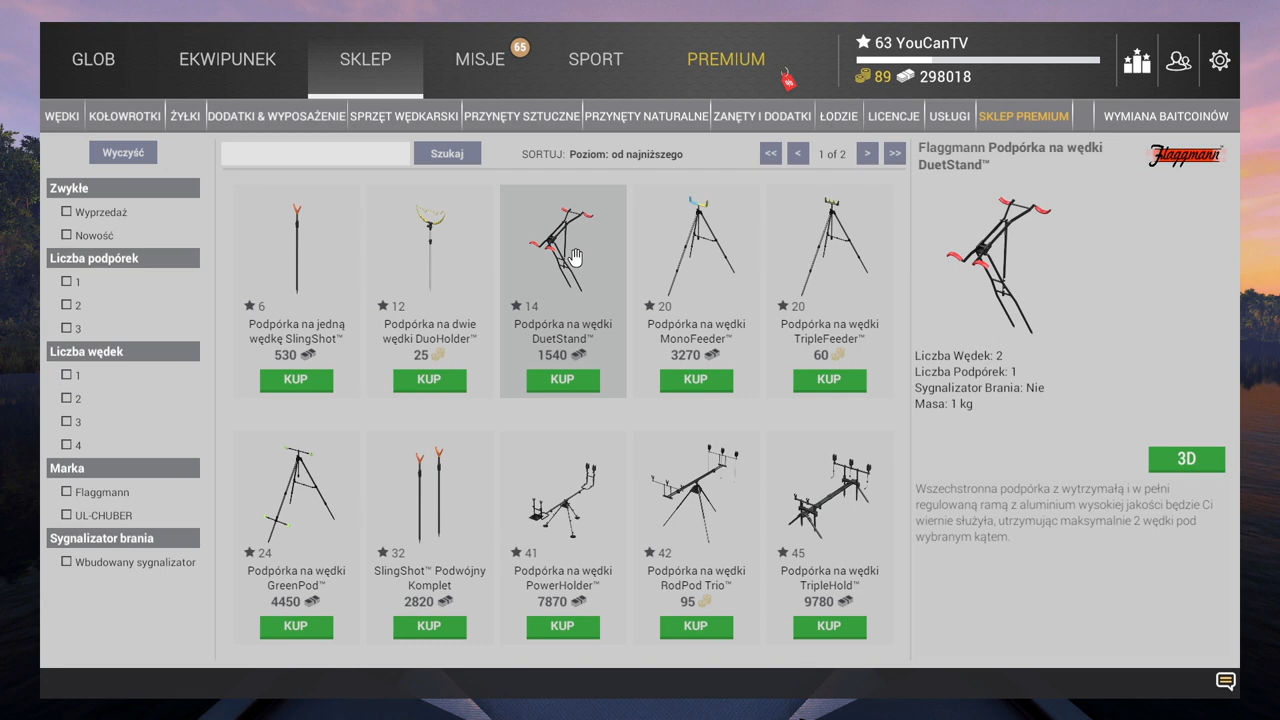 GLOB
EKWIPUNEK
SKLEP
MISJE
65
SPORT
PREMIUM
%
63 YouCanTV
89 298018
WĘDKI
KOŁOWROTKI
ŻYŁKI
DODATKI & WYPOSAŻENIE
SPRZĘT WĘDKARSKI
PRZYNĘTY SZTUCZNE
PRZYNĘTY NATURALNE
ZANĘTY I DODATKI
ŁODZIE
LICENCJE
USŁUGI
SKLEP PREMIUM
WYMIANA BAITCOINÓW
Wyczyść
Szukaj
SORTUJ: Poziom: od najniższego
<<
<
1 of 2
>
>>
Zwykłe
Wyprzedaż
Nowość
Liczba podpórek
1
2
3
Liczba wędek
1
2
3
4
Marka
Flaggmann
UL-CHUBER
Sygnalizator brania
Wbudowany sygnalizator
6
Podpórka na jedną
wędkę SlingShot™
530
KUP
12
Podpórka na dwie
wędki DuoHolder™
25
KUP
14
Podpórka na wędki
DuetStand™
1540
KUP
20
Podpórka na wędki
MonoFeeder™
3270
KUP
20
Podpórka na wędki
TripleFeeder™
60
KUP
24
Podpórka na wędki
GreenPod™
4450
KUP
32
SlingShot™ Podwójny
Komplet
2820
KUP
41
Podpórka na wędki
PowerHolder™
7870
KUP
42
Podpórka na wędki
RodPod Trio™
95
KUP
45
Podpórka na wędki
TripleHold™
9780
KUP
Flaggmann Podpórka na wędki
DuetStand™
Flaggmann
Liczba Wędek: 2
Liczba Podpórek: 1
Sygnalizator Brania: Nie
Masa: 1 kg
3D
Wszechstronna podpórka z wytrzymałą i w pełni
regulowaną ramą z aluminium wysokiej jakości będzie Ci
wiernie służyła, utrzymując maksymalnie 2 wędki pod
wybranym kątem.